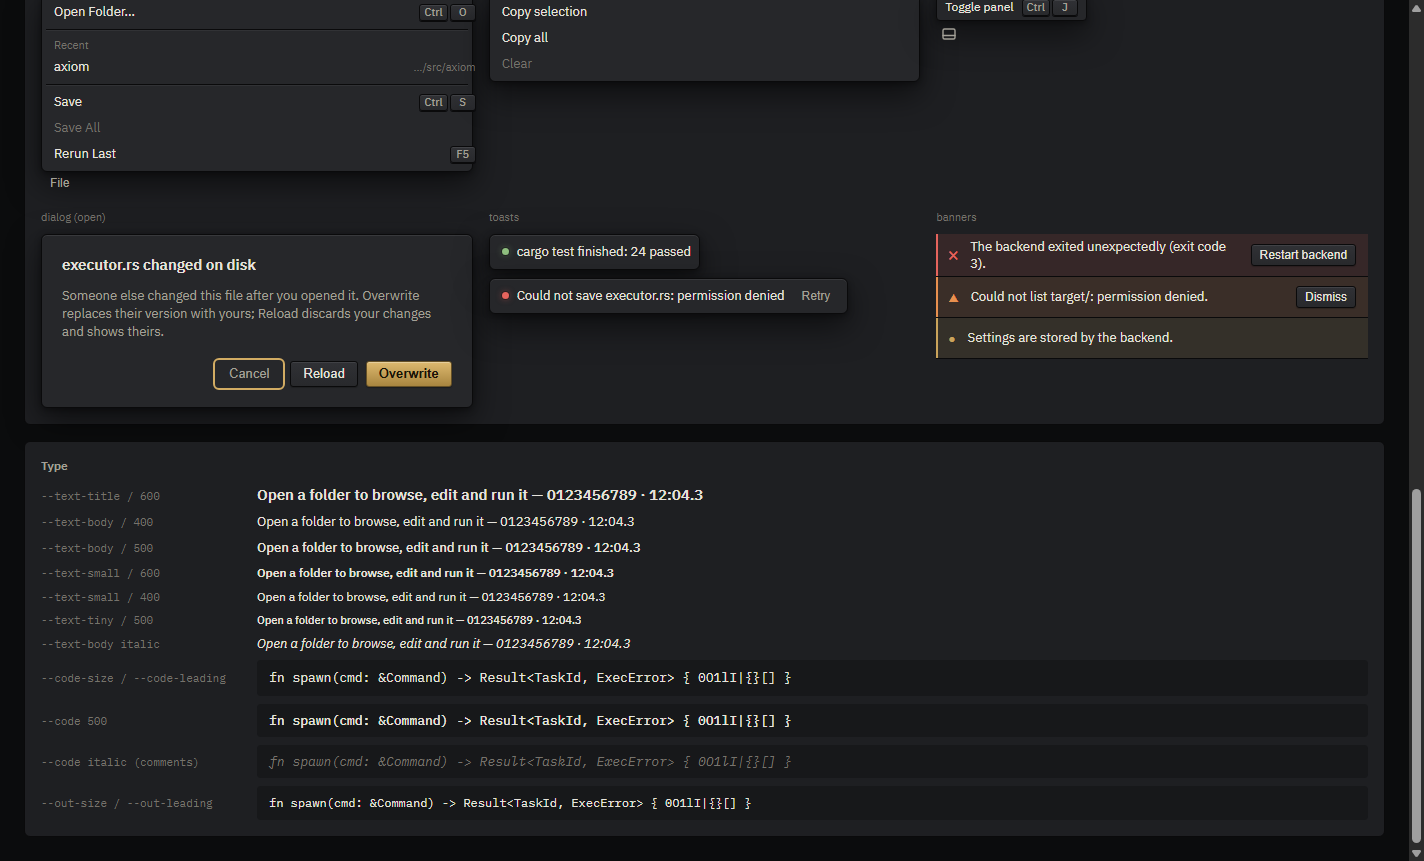 Open Folder... Ctrl O
Recent
axiom .../src/axiom
Save Ctrl S
Save All
Rerun Last F5
File
Copy selection
Copy all
Clear
Toggle panel Ctrl J
dialog (open)
executor.rs changed on disk
Someone else changed this file after you opened it. Overwrite
replaces their version with yours; Reload discards your changes
and shows theirs.
Cancel Reload Overwrite
toasts
cargo test finished: 24 passed
Could not save executor.rs: permission denied Retry
banners
The backend exited unexpectedly (exit code
3).
Restart backend
Could not list target/: permission denied. Dismiss
Settings are stored by the backend.
Type
--text-title / 600 Open a folder to browse, edit and run it — 0123456789 · 12:04.3
--text-body / 400 Open a folder to browse, edit and run it — 0123456789 · 12:04.3
--text-body / 500 Open a folder to browse, edit and run it — 0123456789 · 12:04.3
--text-small / 600 Open a folder to browse, edit and run it — 0123456789 · 12:04.3
--text-small / 400 Open a folder to browse, edit and run it — 0123456789 · 12:04.3
--text-tiny / 500 Open a folder to browse, edit and run it — 0123456789 · 12:04.3
--text-body italic Open a folder to browse, edit and run it — 0123456789 · 12:04.3
--code-size / --code-leading fn spawn(cmd: &Command) -> Result<TaskId, ExecError> { 0O1lI|{}[] }
--code 500 fn spawn(cmd: &Command) -> Result<TaskId, ExecError> { 0O1lI|{}[] }
--code italic (comments) fn spawn(cmd: &Command) -> Result<TaskId, ExecError> { 0O1lI|{}[] }
--out-size / --out-leading fn spawn(cmd: &Command) -> Result<TaskId, ExecError> { 0O1lI|{}[] }